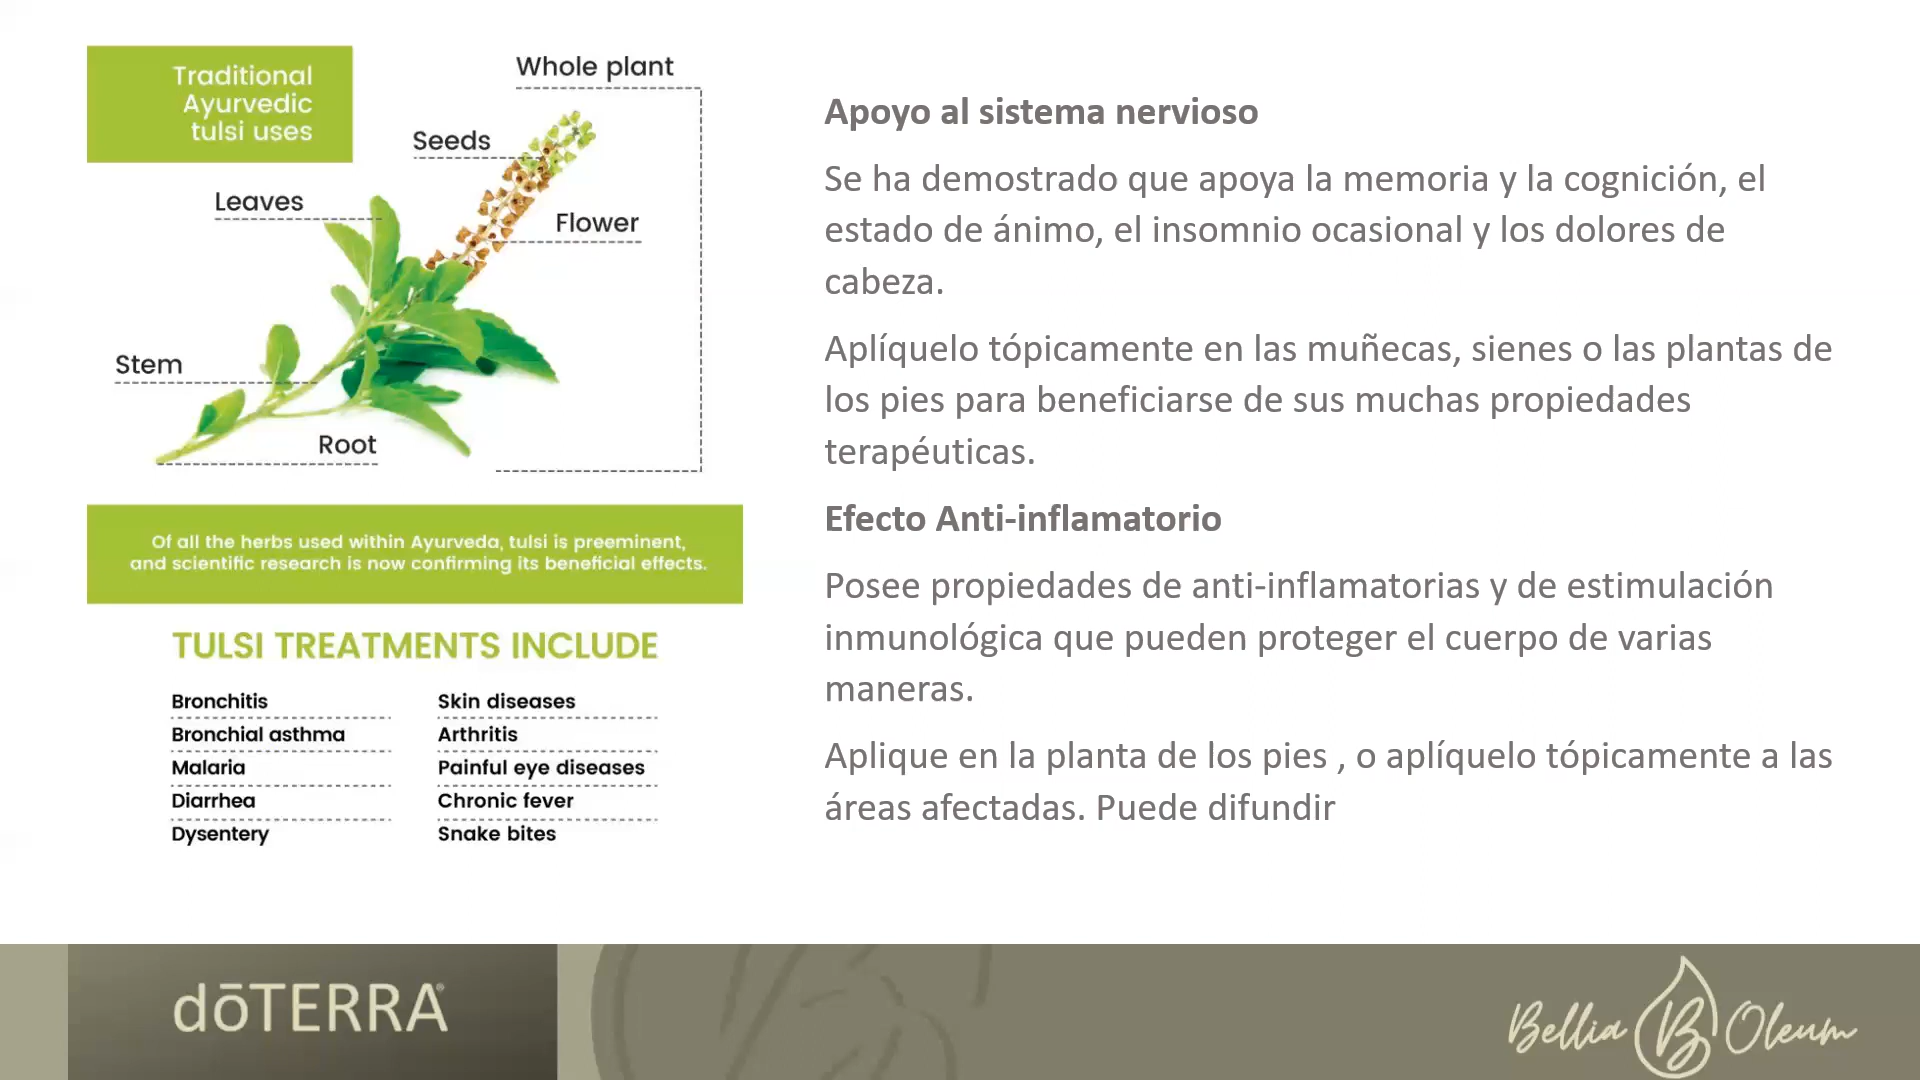 Traditional
Ayurvedic
tulsi uses
Whole plant
Seeds
Leaves
Flower
Stem
Root
Of all the herbs used within Ayurveda, tulsi is preeminent,
and scientific research is now confirming its beneficial effects.
TULSI TREATMENTS INCLUDE
Bronchitis
Bronchial asthma
Malaria
Diarrhea
Dysentery
Skin diseases
Arthritis
Painful eye diseases
Chronic fever
Snake bites
Apoyo al sistema nervioso
Se ha demostrado que apoya la memoria y la cognición, el
estado de ánimo, el insomnio ocasional y los dolores de
cabeza.
Aplíquelo tópicamente en las muñecas, sienes o las plantas de
los pies para beneficiarse de sus muchas propiedades
terapéuticas.
Efecto Anti-inflamatorio
Posee propiedades de anti-inflamatorias y de estimulación
inmunológica que pueden proteger el cuerpo de varias
maneras.
Aplique en la planta de los pies , o aplíquelo tópicamente a las
áreas afectadas. Puede difundir
dōTERRA®
Bellia B Oleum